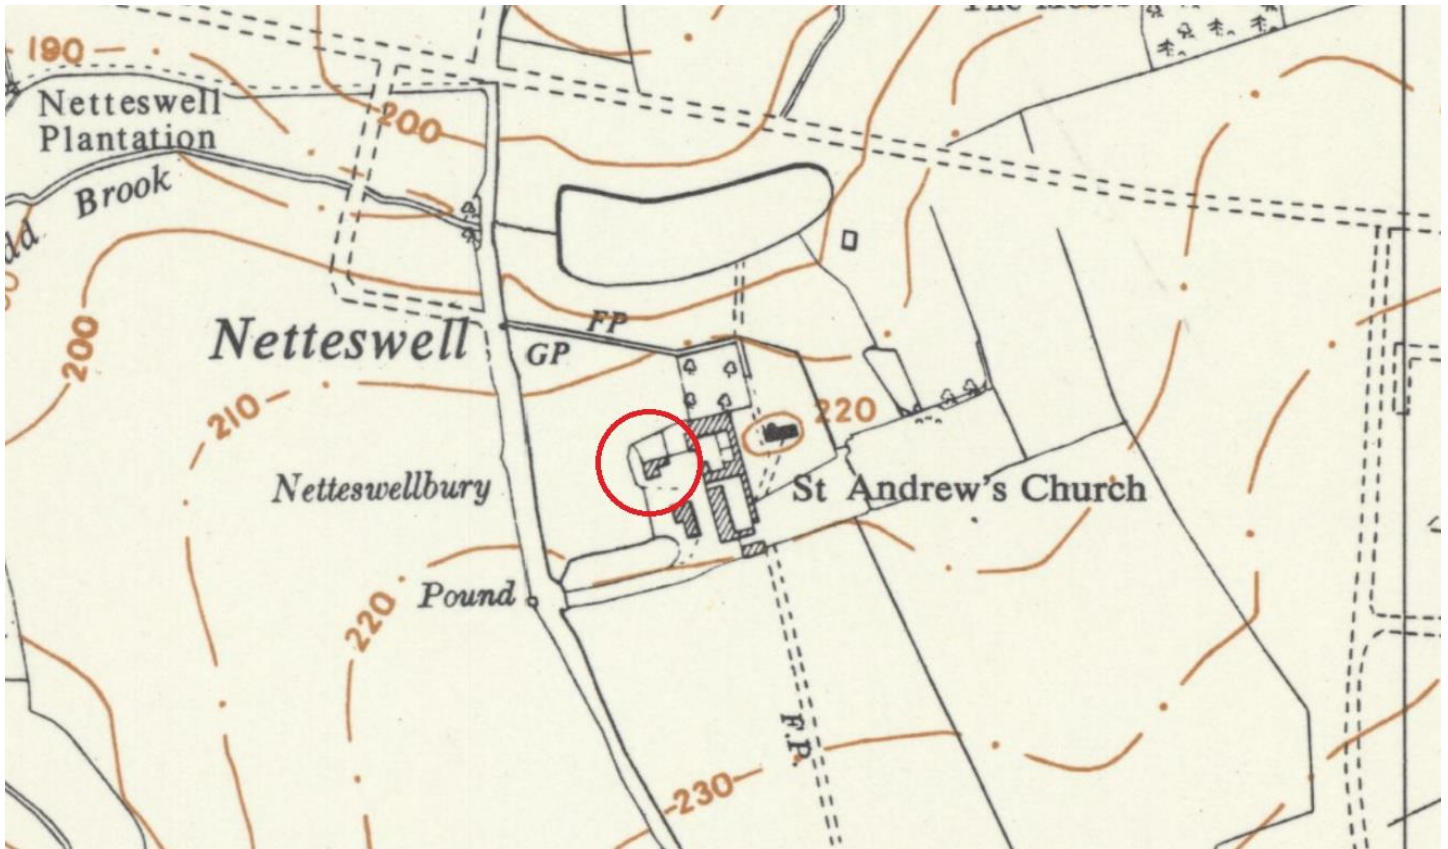 190
Netteswell
Plantation
200
Brook
200
Netteswell
FP
GP
210
220
Netteswellbury
St Andrew's Church
Pound
220
F.P.
230